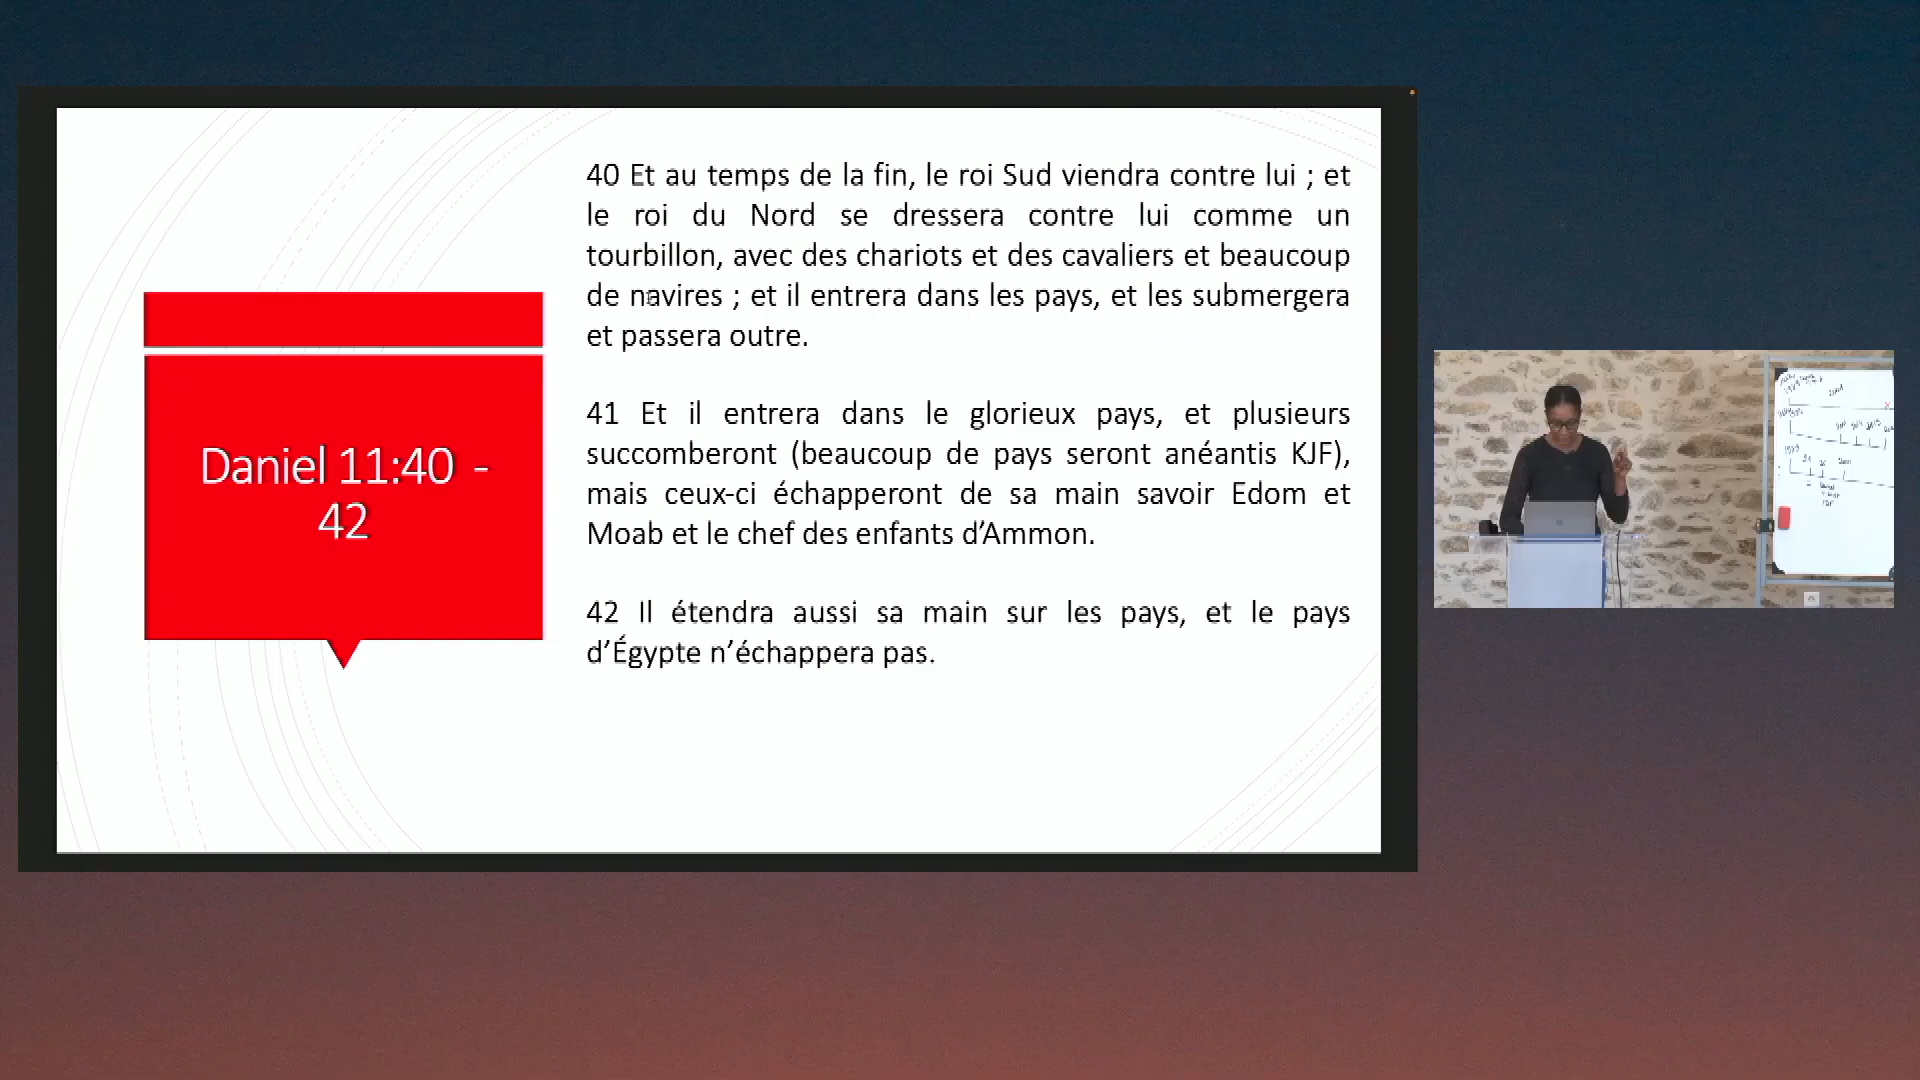 Daniel 11:40 -
42
40 Et au temps de la fin, le roi Sud viendra contre lui ; et
le roi du Nord se dressera contre lui comme un
tourbillon, avec des chariots et des cavaliers et beaucoup
de navires ; et il entrera dans les pays, et les submergera
et passera outre.
41 Et il entrera dans le glorieux pays, et plusieurs
succomberont (beaucoup de pays seront anéantis KJF),
mais ceux-ci échapperont de sa main savoir Edom et
Moab et le chef des enfants d’Ammon.
42 Il étendra aussi sa main sur les pays, et le pays
d’Égypte n’échappera pas.
1989